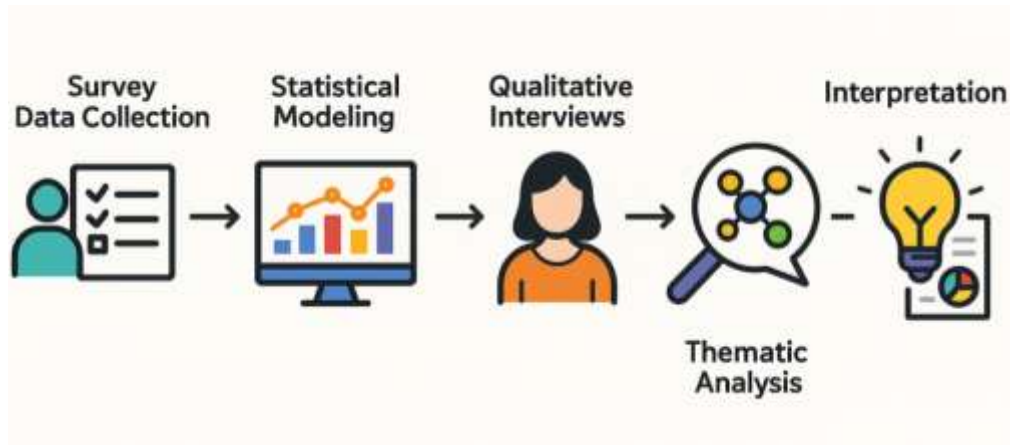 Survey
Data Collection
Statistical
Modeling
Qualitative
Interviews
Thematic
Analysis
Interpretation